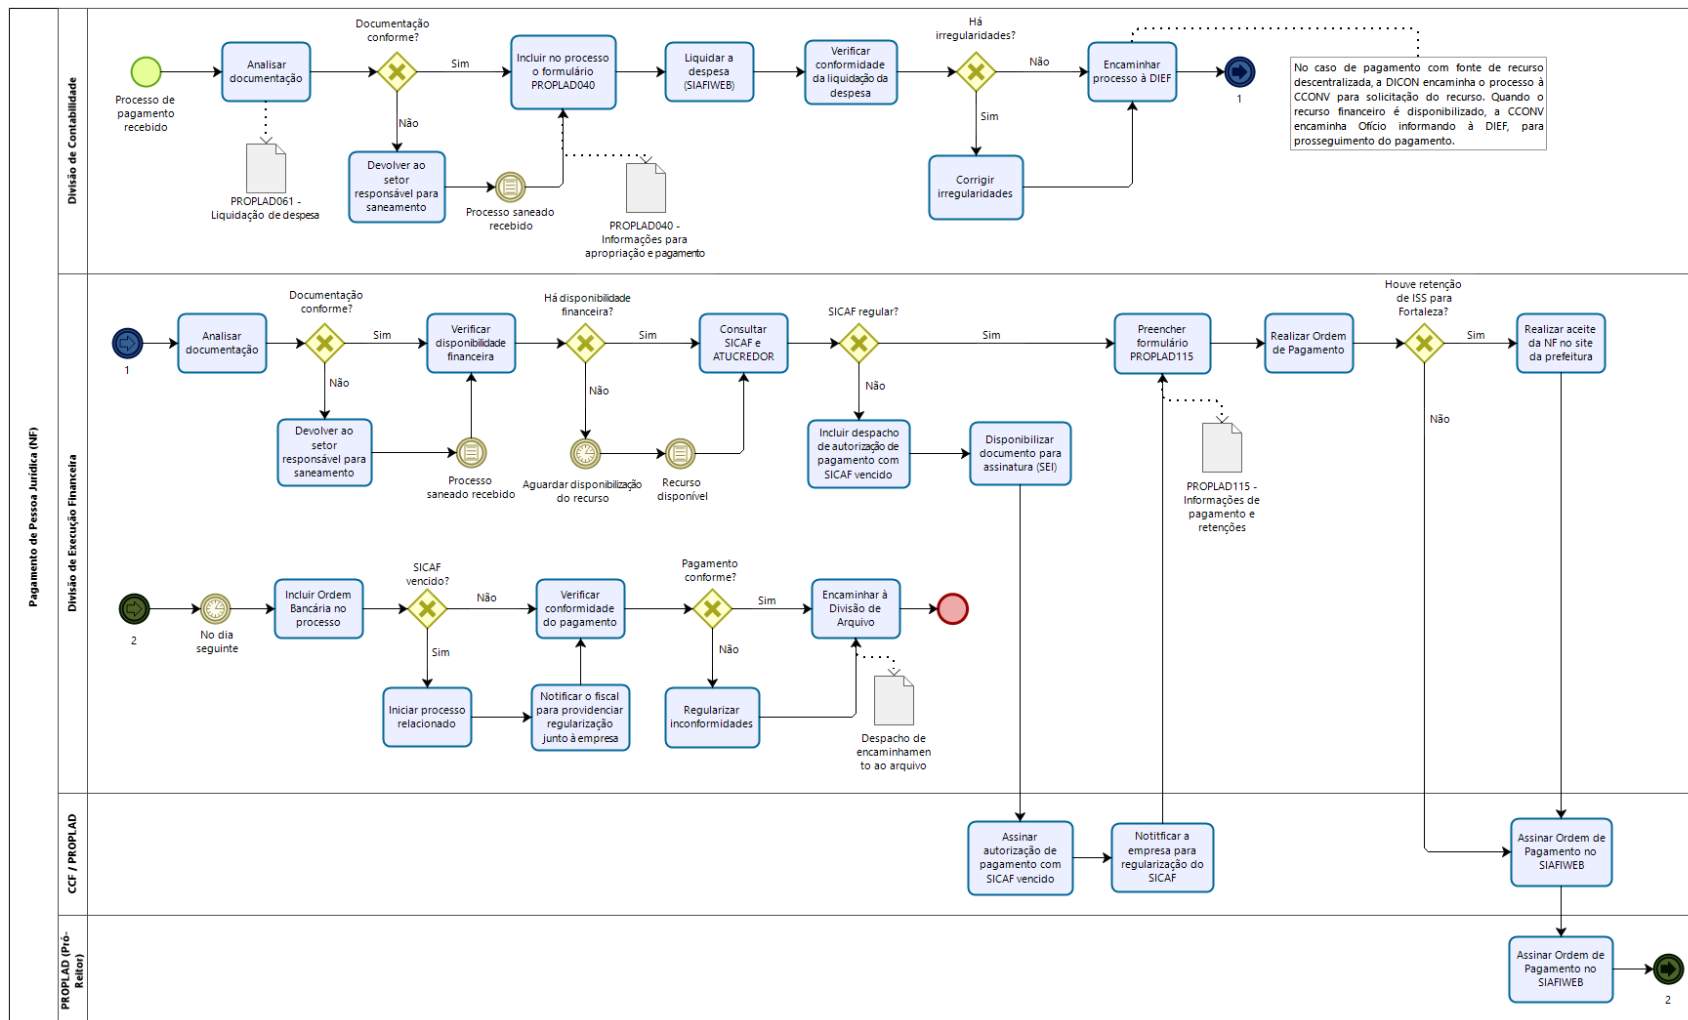 Pagamento de Pessoa Jurídica (NF)
Divisão de Contabilidade
Processo de
pagamento
recebido
Analisar
documentação
PROPLAD061 -
Liquidação de despesa
Documentação
conforme?
Sim
Não
Devolver ao
setor
responsável para
saneamento
Processo saneado
recebido
Incluir no processo
o formulário
PROPLAD040
PROPLAD040 -
Informações para
apropriação e pagamento
Liquidar a
despesa
(SIAFIWEB)
Verificar
conformidade
da liquidação da
despesa
Há
irregularidades?
Não
Sim
Corrigir
irregularidades
Encaminhar
processo à DIEF
1
No caso de pagamento com fonte de recurso
descentralizada, a DICON encaminha o processo à
CCONV para solicitação do recurso. Quando o
recurso financeiro é disponibilizado, a CCONV
encaminha Ofício informando à DIEF, para
prosseguimento do pagamento.
Divisão de Execução Financeira
1
Analisar
documentação
Documentação
conforme?
Sim
Não
Devolver ao
setor
responsável para
saneamento
Processo
saneado recebido
Verificar
disponibilidade
financeira
Há disponibilidade
financeira?
Sim
Não
Aguardar disponibilização
do recurso
Recurso
disponível
Consultar
SICAF e
ATUCREDOR
SICAF regular?
Sim
Não
Incluir despacho
de autorização de
pagamento com
SICAF vencido
Disponibilizar
documento para
assinatura (SEI)
Preencher
formulário
PROPLAD115
PROPLAD115 -
Informações de
pagamento e
retenções
Realizar Ordem
de Pagamento
Houve retenção
de ISS para
Fortaleza?
Sim
Não
Realizar aceite
da NF no site
da prefeitura
2
No dia
seguinte
Incluir Ordem
Bancária no
processo
SICAF
vencido?
Não
Sim
Iniciar processo
relacionado
Notificar o fiscal
para providenciar
regularização
junto à empresa
Verificar
conformidade
do pagamento
Pagamento
conforme?
Sim
Não
Regularizar
inconformidades
Encaminhar à
Divisão de
Arquivo
Despacho de
encaminhamen
to ao arquivo
CCF / PROPLAD
Assinar
autorização de
pagamento com
SICAF vencido
Notitficar a
empresa para
regularização do
SICAF
Assinar Ordem de
Pagamento no
SIAFIWEB
PROPLAD (Pró-
Reitor)
Assinar Ordem de
Pagamento no
SIAFIWEB
2